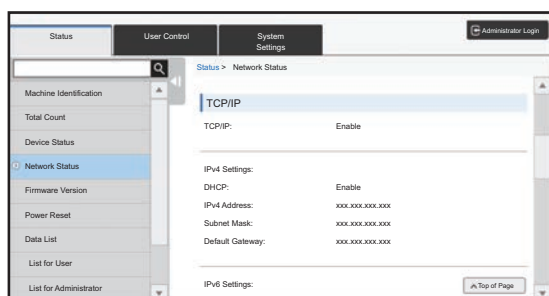 Status
User Control
System
Settings
Administrator Login
Status > Network Status
Machine Identification
Total Count
Device Status
Network Status
Firmware Version
Power Reset
Data List
List for User
List for Administrator
TCP/IP
TCP/IP: Enable
IPv4 Settings:
DHCP: Enable
IPv4 Address: xxx.xxx.xxx.xxx
Subnet Mask: xxx.xxx.xxx.xxx
Default Gateway: xxx.xxx.xxx.xxx
IPv6 Settings:
Top of Page